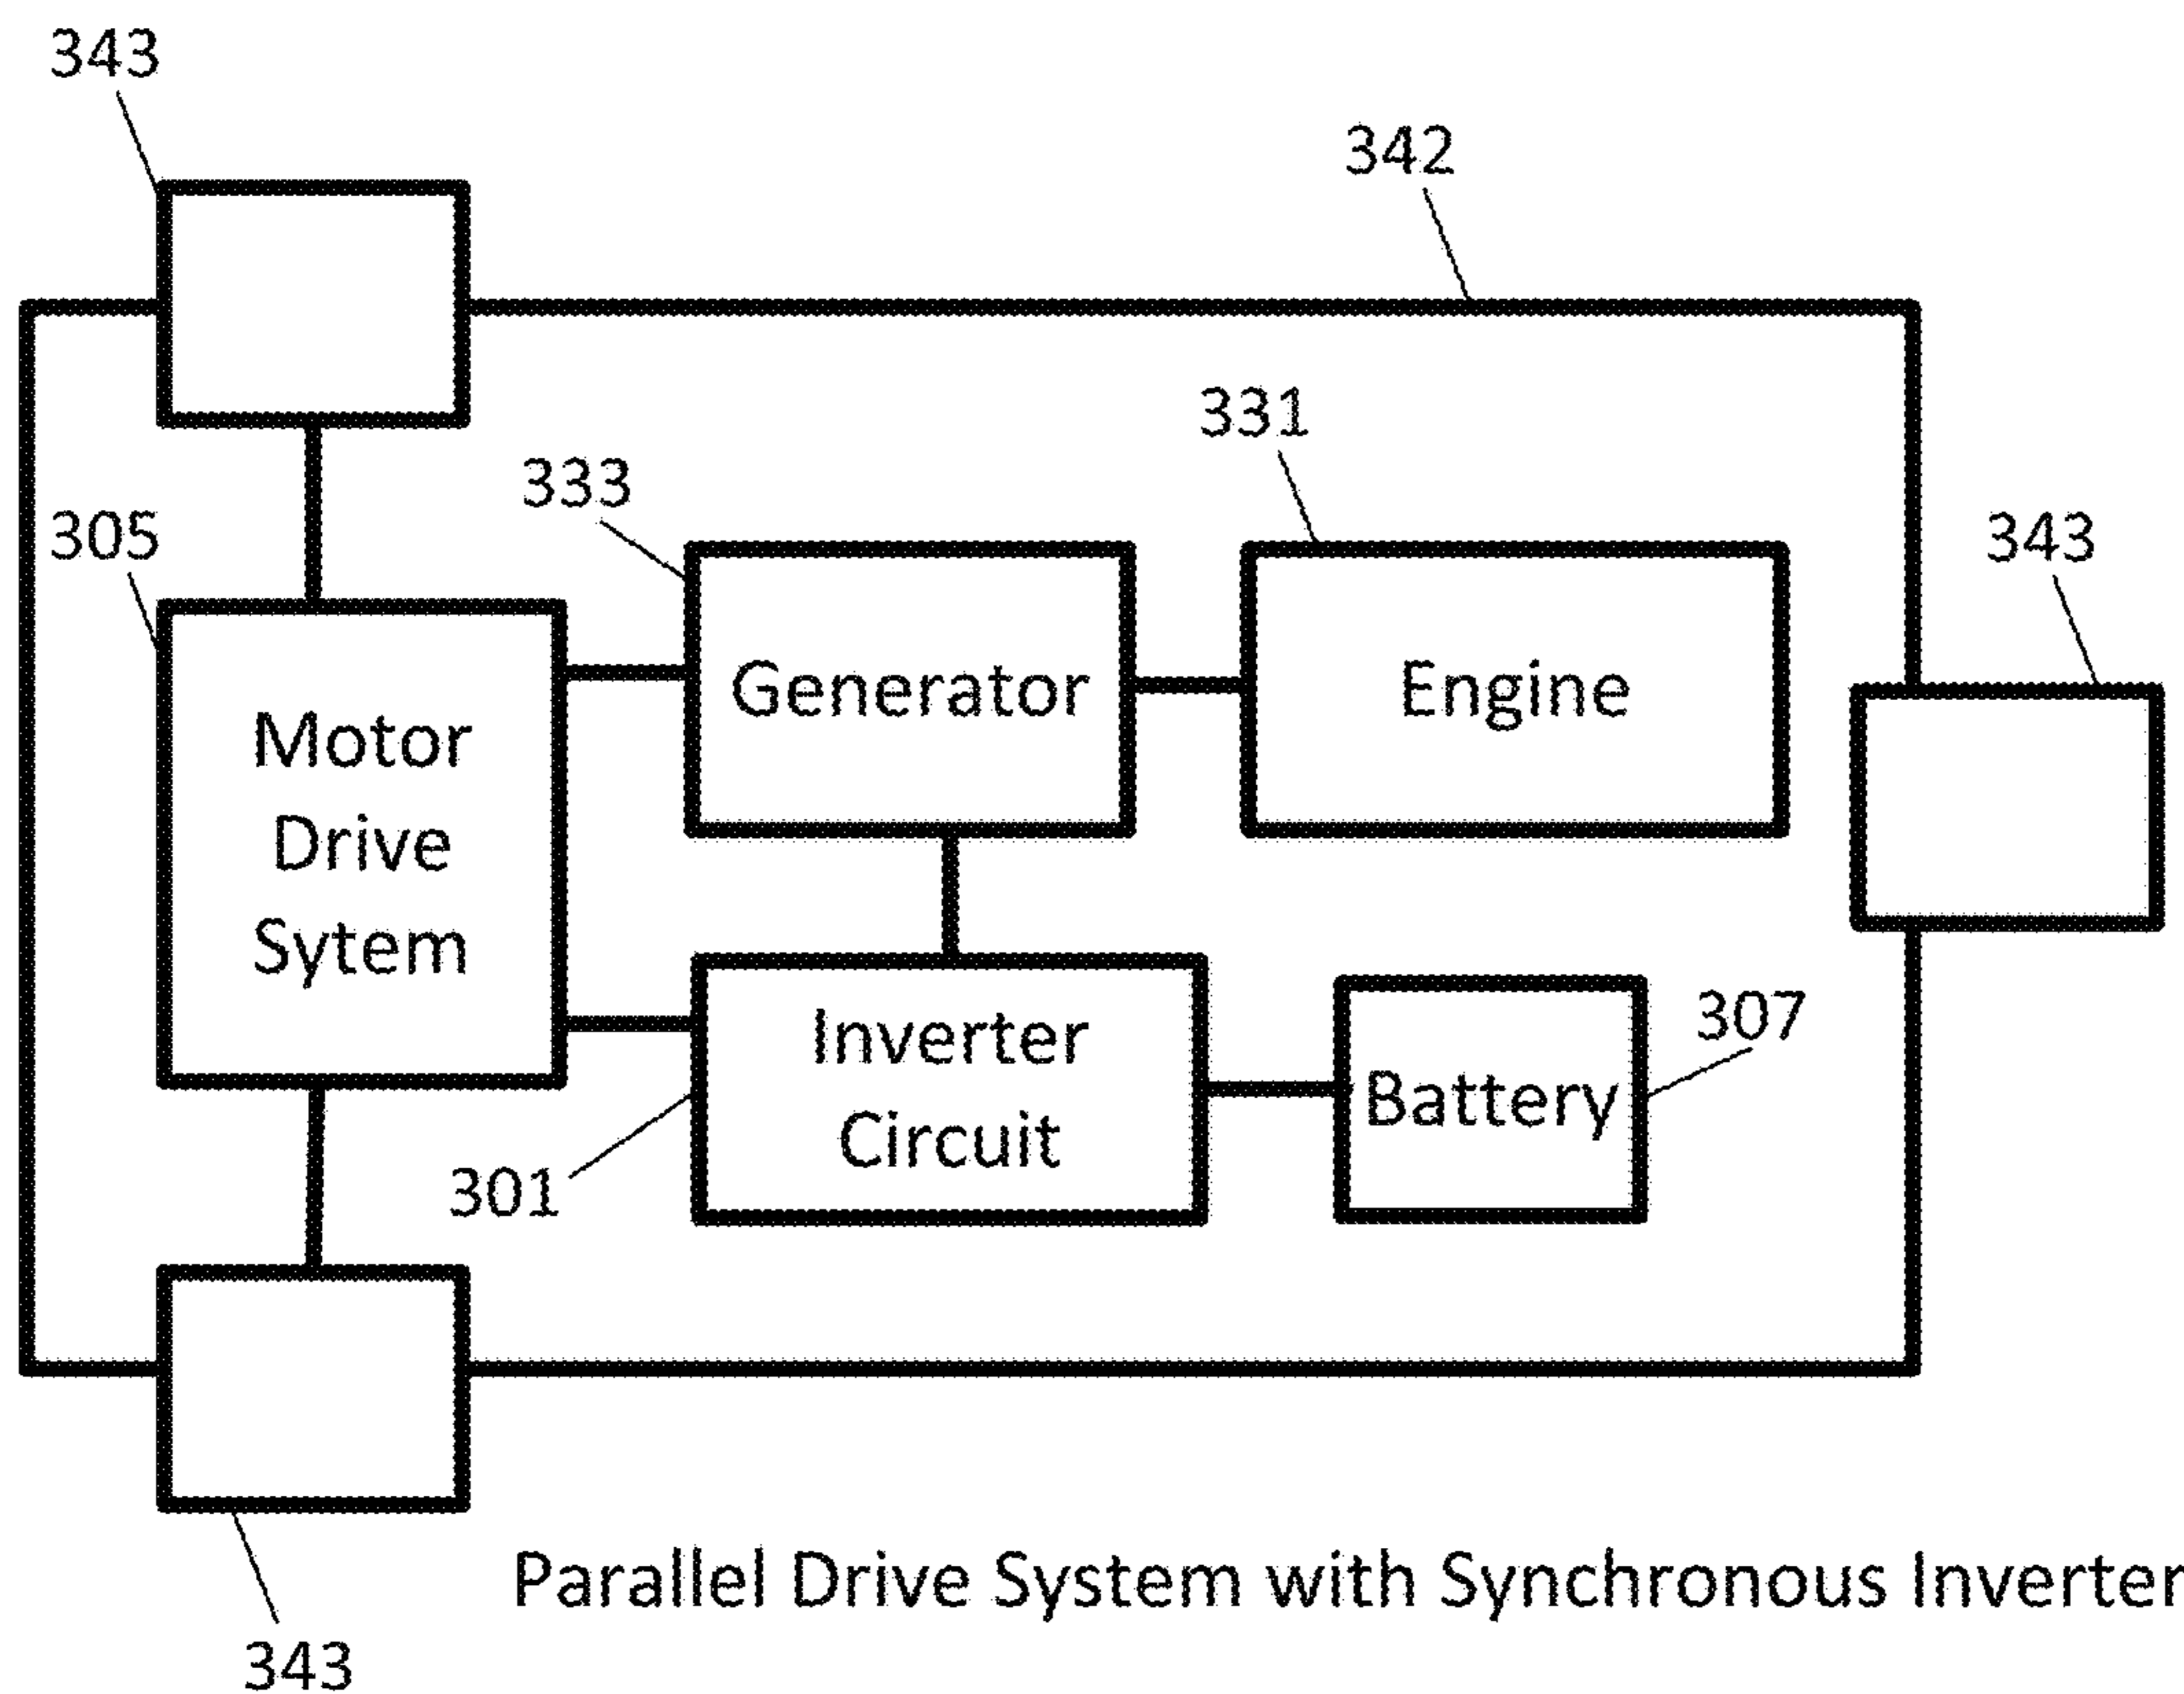 343
342
331
333
305
343
Generator
Engine
Motor
Drive
Sytem
Inverter
Circuit
307
Battery
301
Parallel Drive System with Synchronous Inverter
343